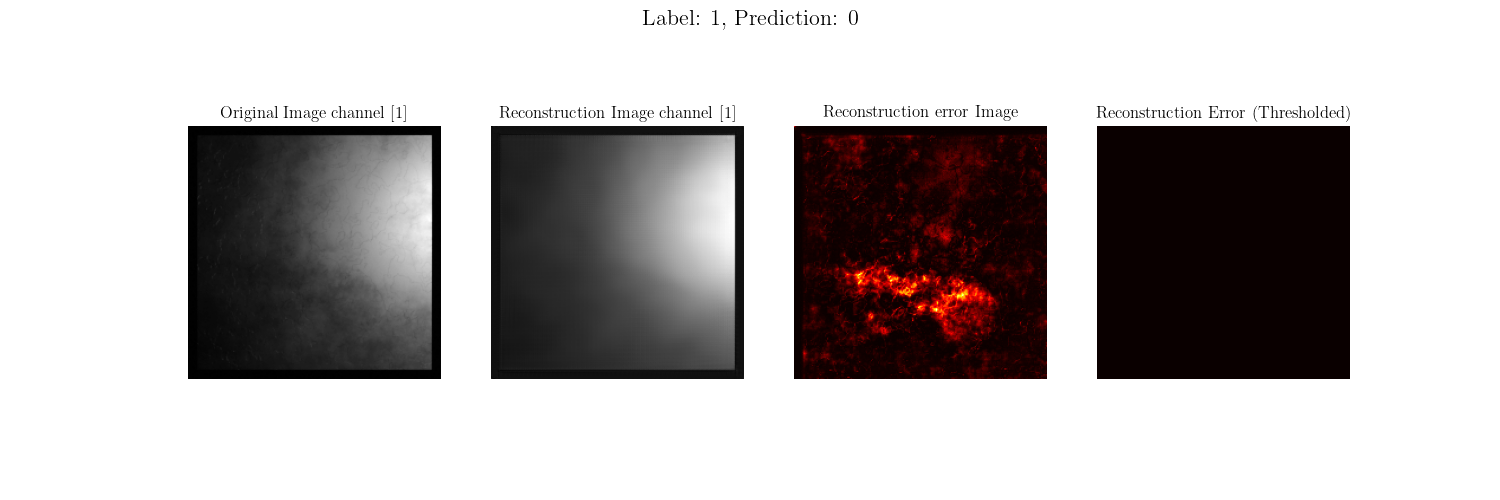 Label: 1, Prediction: 0
Original Image channel [1]
Reconstruction Image channel [1]
Reconstruction error Image
Reconstruction Error (Thresholded)